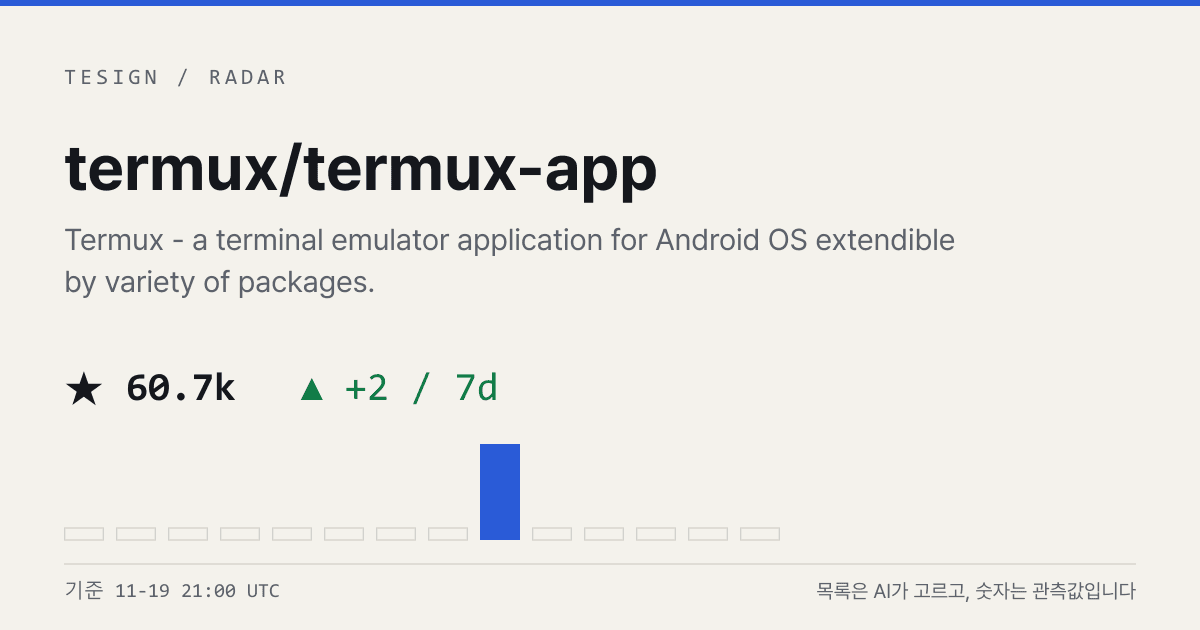 TESIGN / RADAR
termux/termux-app
Termux - a terminal emulator application for Android OS extendible
by variety of packages.
★ 60.7k ▲ +2 / 7d
기준 11-19 21:00 UTC
목록은 AI가 고르고, 숫자는 관측값입니다